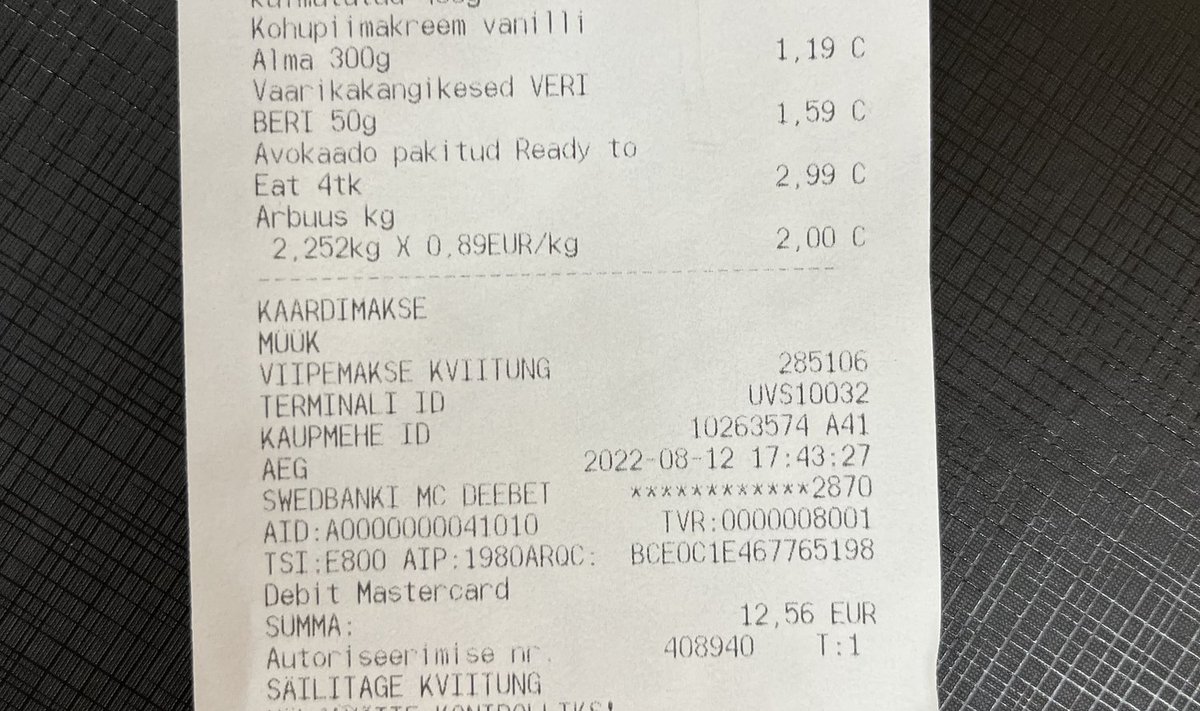 Kohupiimakreem vanilli
Alma 300g 1,19 C
Vaarikakangikesed VERI
BERI 50g 1,59 C
Avokaado pakitud Ready to
Eat 4tk 2,99 C
Arbuus kg
2,252kg X 0,89EUR/kg 2,00 C
KAARDIMAKSE
MÜÜK
VIIPEMAKSE KVIITUNG 285106
TERMINALI ID UVS10032
KAUPMEHE ID 10263574 A41
AEG 2022-08-12 17:43:27
SWEDBANKI MC DEEBET ************2870
AID:A0000000041010 TVR:0000008001
TSI:E800 AIP:1980ARQC: BCE0C1E467765198
Debit Mastercard
SUMMA: 12,56 EUR
Autoriseerimise nr. 408940 T:1
SÄILITAGE KVIITUNG